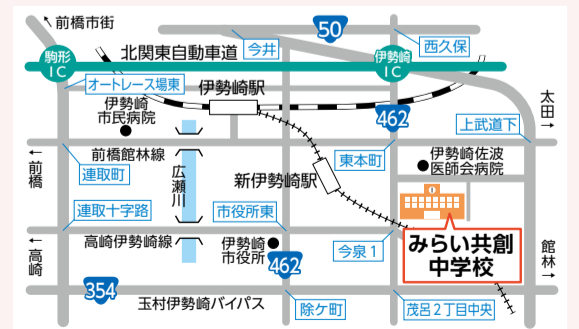 前橋市街
50
今井
西久保
駒形
IC
北関東自動車道
伊勢崎
IC
オートレース場東
伊勢崎駅
伊勢崎
市民病院
462
太田
上武道下
前橋館林線
東本町
伊勢崎佐波
医師会病院
前橋
連取町
広瀬川
新伊勢崎駅
連取十字路
市役所東
高崎伊勢崎線
伊勢崎
市役所
今泉1
みらい共創
中学校
高崎
館林
462
354
玉村伊勢崎バイパス
除ケ町
茂呂2丁目中央